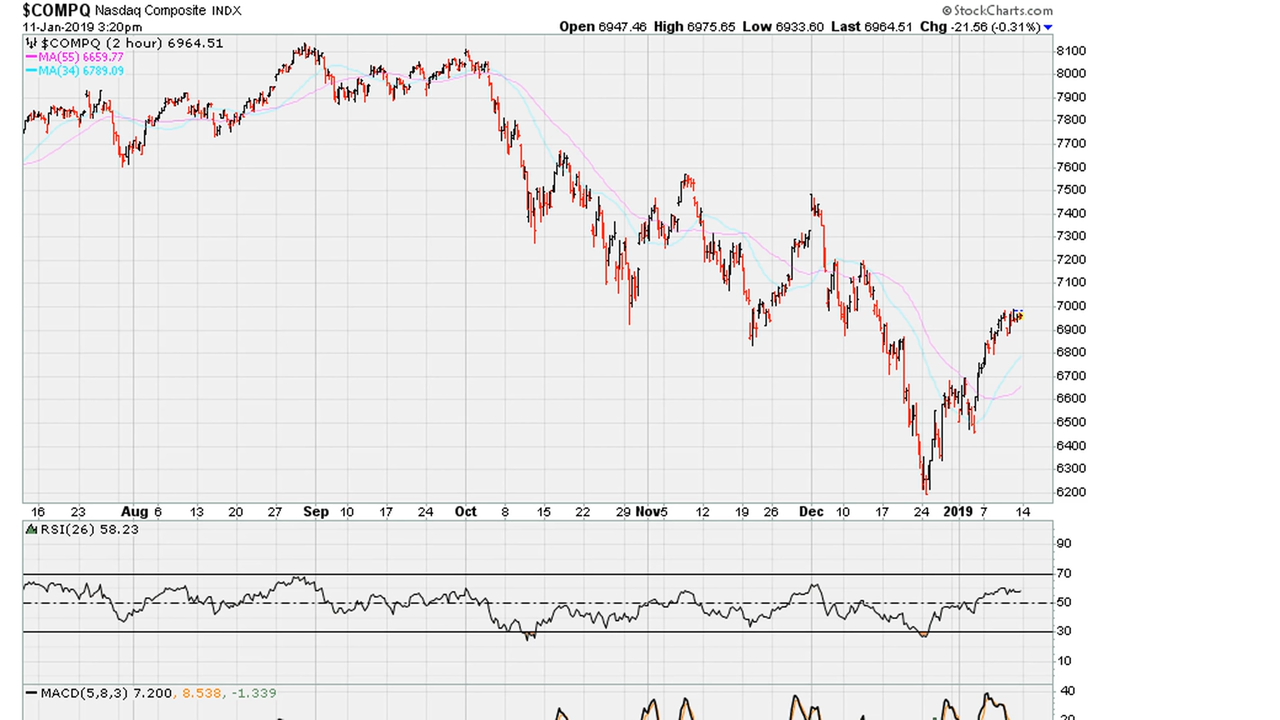 $COMPQ Nasdaq Composite INDX
© StockCharts.com
11-Jan-2019 3:20pm
Open 6947.46 High 6975.65 Low 6933.60 Last 6964.51 Chg -21.56 (-0.31%)
$COMPQ (2 hour) 6964.51
MA(55) 6659.77
MA(34) 6789.09
8100
8000
7900
7800
7700
7600
7500
7400
7300
7200
7100
7000
6900
6800
6700
6600
6500
6400
6300
6200
16 23 Aug 6 13 20 27 Sep 10 17 24 Oct 8 15 22 29 Nov 5 12 19 26 Dec 10 17 24 2019 7 14
RSI(26) 58.23
90
70
50
30
10
MACD(5,8,3) 7.200, 8.538, -1.339
40
20